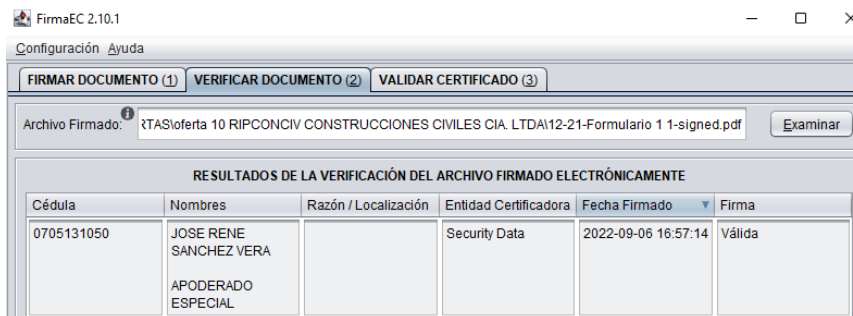 FirmaEC 2.10.1
Configuración Ayuda
FIRMAR DOCUMENTO (1) VERIFICAR DOCUMENTO (2) VALIDAR CERTIFICADO (3)
Archivo Firmado: RTAS\oferta 10 RIPCONCIV CONSTRUCCIONES CIVILES CIA. LTDA\12-21-Formulario 1 1-signed.pdf Examinar
RESULTADOS DE LA VERIFICACIÓN DEL ARCHIVO FIRMADO ELECTRÓNICAMENTE
Cédula Nombres Razón / Localización Entidad Certificadora Fecha Firmado Firma
0705131050 JOSE RENE Security Data 2022-09-06 16:57:14 Válida
SANCHEZ VERA
APODERADO
ESPECIAL